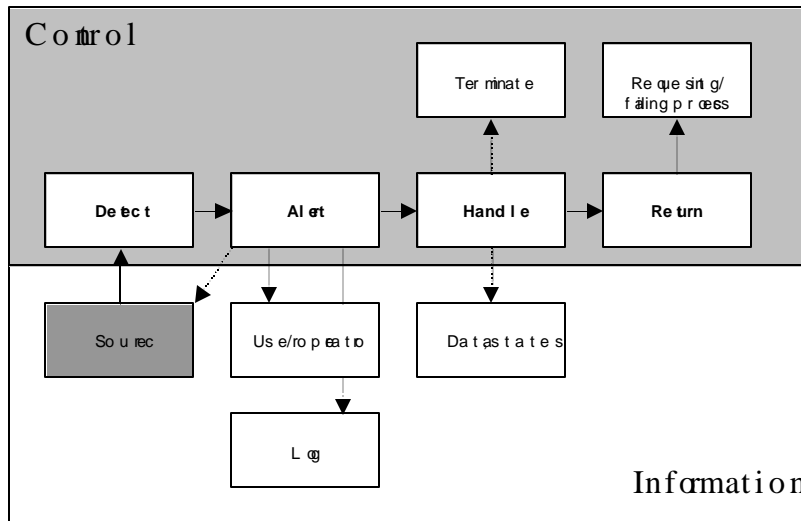 Control
Terminate
Requesting/
failing process
Detect
Alert
Handle
Return
Source
User/operator
Data, states
Log
Information